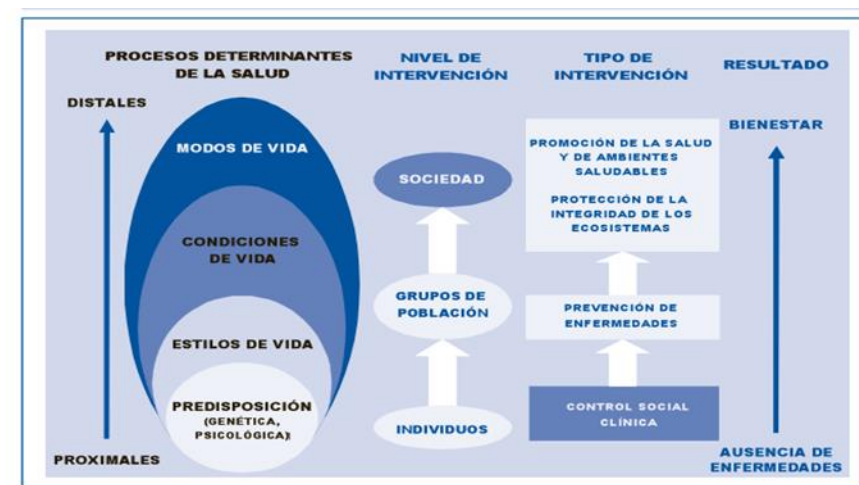 PROCESOS DETERMINANTES
DE LA SALUD
NIVEL DE
INTERVENCIÓN
TIPO DE
INTERVENCIÓN
RESULTADO
DISTALES
MODOS DE VIDA
CONDICIONES
DE VIDA
ESTILOS DE VIDA
PREDISPOSICIÓN
(GENÉTICA,
PSICOLÓGICA)
PROXIMALES
SOCIEDAD
GRUPOS DE
POBLACIÓN
INDIVIDUOS
PROMOCIÓN DE LA SALUD
Y DE AMBIENTES
SALUDABLES
PROTECCIÓN DE LA
INTEGRIDAD DE LOS
ECOSISTEMAS
PREVENCIÓN DE
ENFERMEDADES
CONTROL SOCIAL
CLÍNICA
BIENESTAR
AUSENCIA DE
ENFERMEDADES